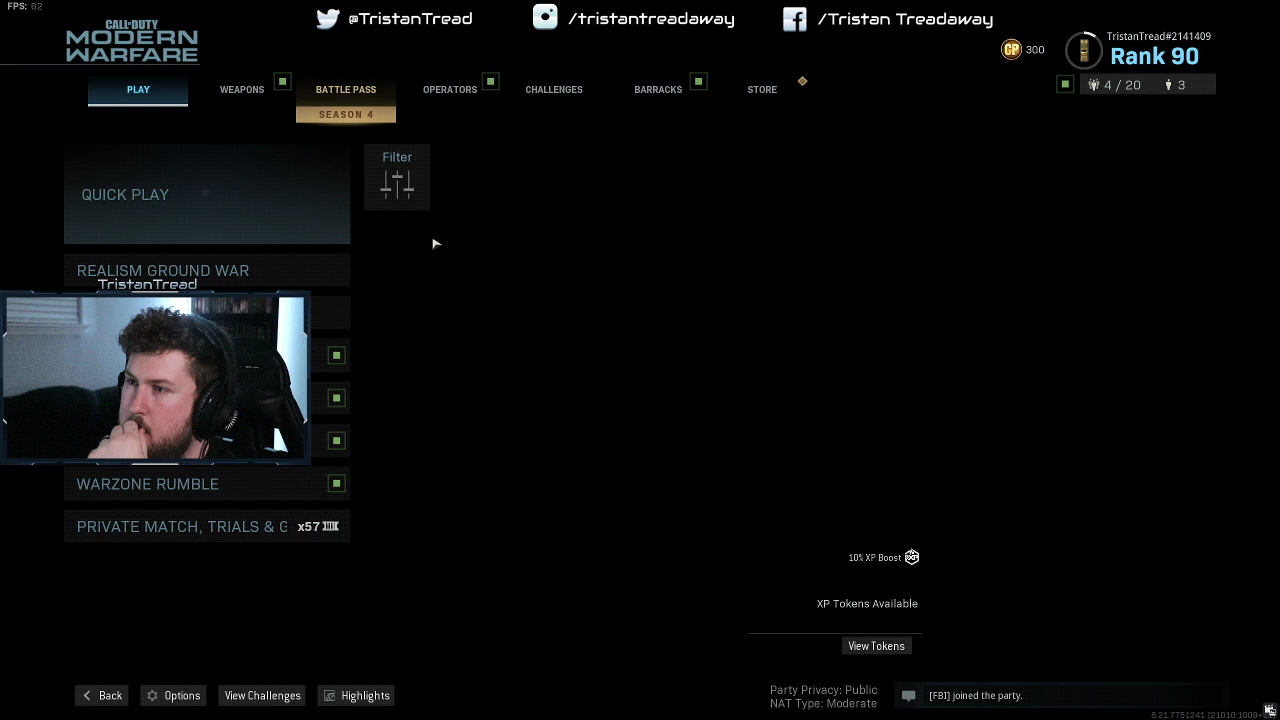 FPS: 62
@TristanTread
/tristantreadaway
/Tristan Treadaway
CALL OF DUTY
MODERN
WARFARE
CP 300
TristanTread#2141409
Rank 90
4 / 20 3
PLAY
WEAPONS
BATTLE PASS
SEASON 4
OPERATORS
CHALLENGES
BARRACKS
STORE
QUICK PLAY
Filter
REALISM GROUND WAR
TristanTread
WARZONE RUMBLE
PRIVATE MATCH, TRIALS & G x57
10% XP Boost
XP Tokens Available
View Tokens
Back
Options
View Challenges
Highlights
Party Privacy: Public
NAT Type: Moderate
[FBI] joined the party.